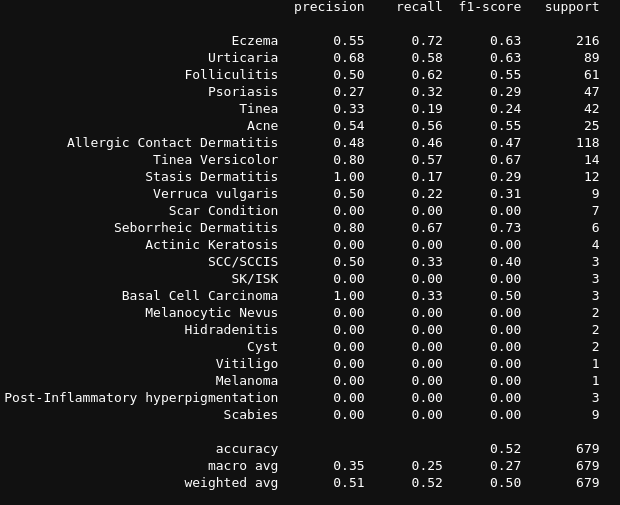 precision recall f1-score support
Eczema 0.55 0.72 0.63 216
Urticaria 0.68 0.58 0.63 89
Folliculitis 0.50 0.62 0.55 61
Psoriasis 0.27 0.32 0.29 47
Tinea 0.33 0.19 0.24 42
Acne 0.54 0.56 0.55 25
Allergic Contact Dermatitis 0.48 0.46 0.47 118
Tinea Versicolor 0.80 0.57 0.67 14
Stasis Dermatitis 1.00 0.17 0.29 12
Verruca vulgaris 0.50 0.22 0.31 9
Scar Condition 0.00 0.00 0.00 7
Seborrheic Dermatitis 0.80 0.67 0.73 6
Actinic Keratosis 0.00 0.00 0.00 4
SCC/SCCIS 0.50 0.33 0.40 3
SK/ISK 0.00 0.00 0.00 3
Basal Cell Carcinoma 1.00 0.33 0.50 3
Melanocytic Nevus 0.00 0.00 0.00 2
Hidradenitis 0.00 0.00 0.00 2
Cyst 0.00 0.00 0.00 2
Vitiligo 0.00 0.00 0.00 1
Melanoma 0.00 0.00 0.00 1
Post-Inflammatory hyperpigmentation 0.00 0.00 0.00 3
Scabies 0.00 0.00 0.00 9
accuracy 0.52 679
macro avg 0.35 0.25 0.27 679
weighted avg 0.51 0.52 0.50 679